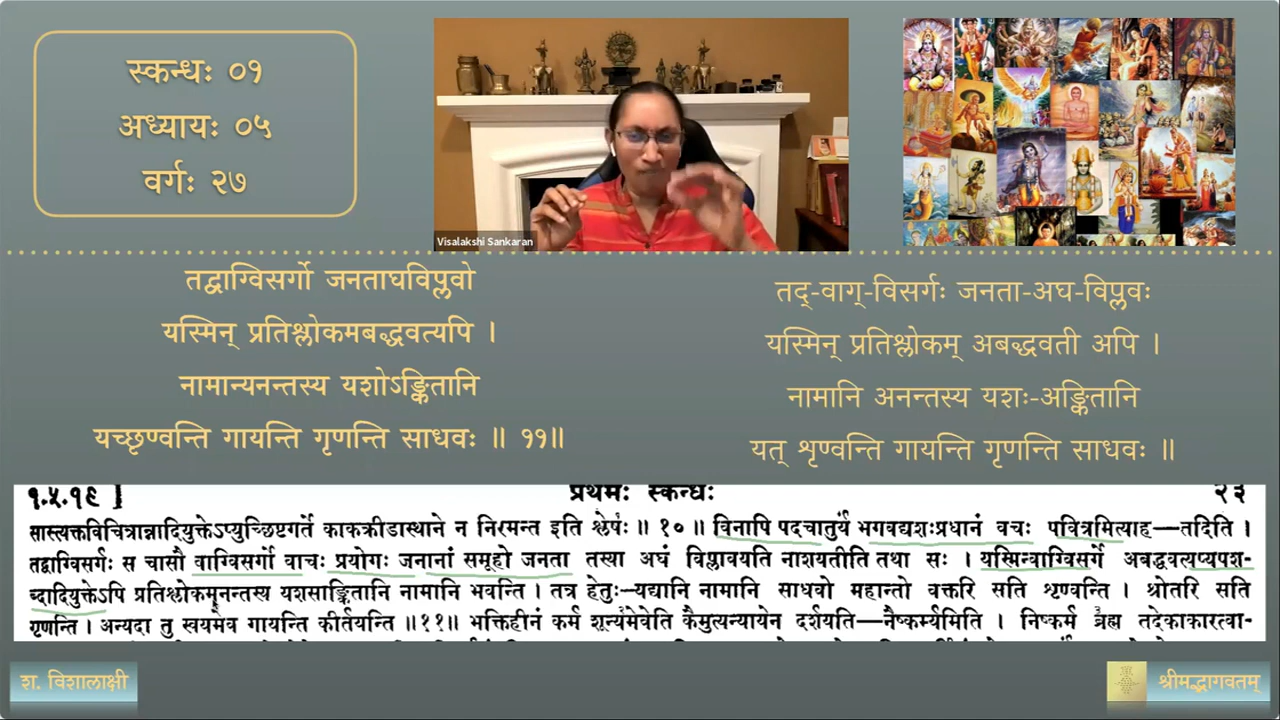 स्कन्धः ०१
अध्यायः ०५
वर्गः २७
Visalakshi Sankaran
तद्वाग्विसर्गो जनताघविप्लवो
यस्मिन् प्रतिश्लोकमबद्धवत्यपि ।
नामान्यनन्तस्य यशोऽङ्कितानि
यच्छृण्वन्ति गायन्ति गृणन्ति साधवः ॥ ११॥
तद्-वाग्-विसर्गः जनता-अघ-विप्लवः
यस्मिन् प्रतिश्लोकम् अबद्धवती अपि ।
नामानि अनन्तस्य यशः-अङ्कितानि
यत् शृण्वन्ति गायन्ति गृणन्ति साधवः ॥
१.५.१९ ] प्रथमः स्कन्धः २३
सास्त्यक्तविचित्रान्नादियुक्तेऽप्युच्छिष्टगर्ते काकक्रीडास्थाने न निरमन्त इति श्लेषः ॥ १० ॥ विनापि पदचातुर्यं भगवद्यशःप्रधानं वचः पवित्रमित्याह—तदिति ।
तद्वाग्विसर्गः स चासौ वाग्विसर्गो वाचः प्रयोगः जनानां समूहो जनता तस्या अघं विप्लावयति नाशयतीति तथा सः । यस्मिन्वाग्विसर्गे अबद्धवत्यप्यपश-
ब्दादियुक्तेऽपि प्रतिश्लोकमनन्तस्य यशसाङ्कितानि नामानि भवन्ति । तत्र हेतुः—यद्यानि नामानि साधवो महान्तो वक्तरि सति शृण्वन्ति । श्रोतरि सति
गृणन्ति । अन्यदा तु स्वयमेव गायन्ति कीर्तयन्ति ॥११॥ भक्तिहीनं कर्म शून्यमेवेति कैमुत्यन्यायेन दर्शयति—नैष्कर्म्यमिति । निष्कर्म ब्रह्म तदेकाकारत्वा-
श. विशालाक्षी
श्रीमद्भागवतम्